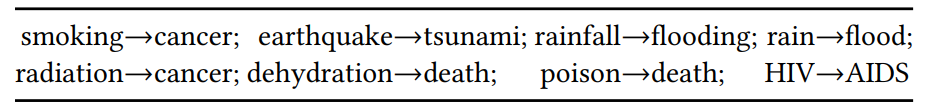 smoking→cancer; earthquake→tsunami; rainfall→flooding; rain→flood;
radiation→cancer; dehydration→death; poison→death; HIV→AIDS